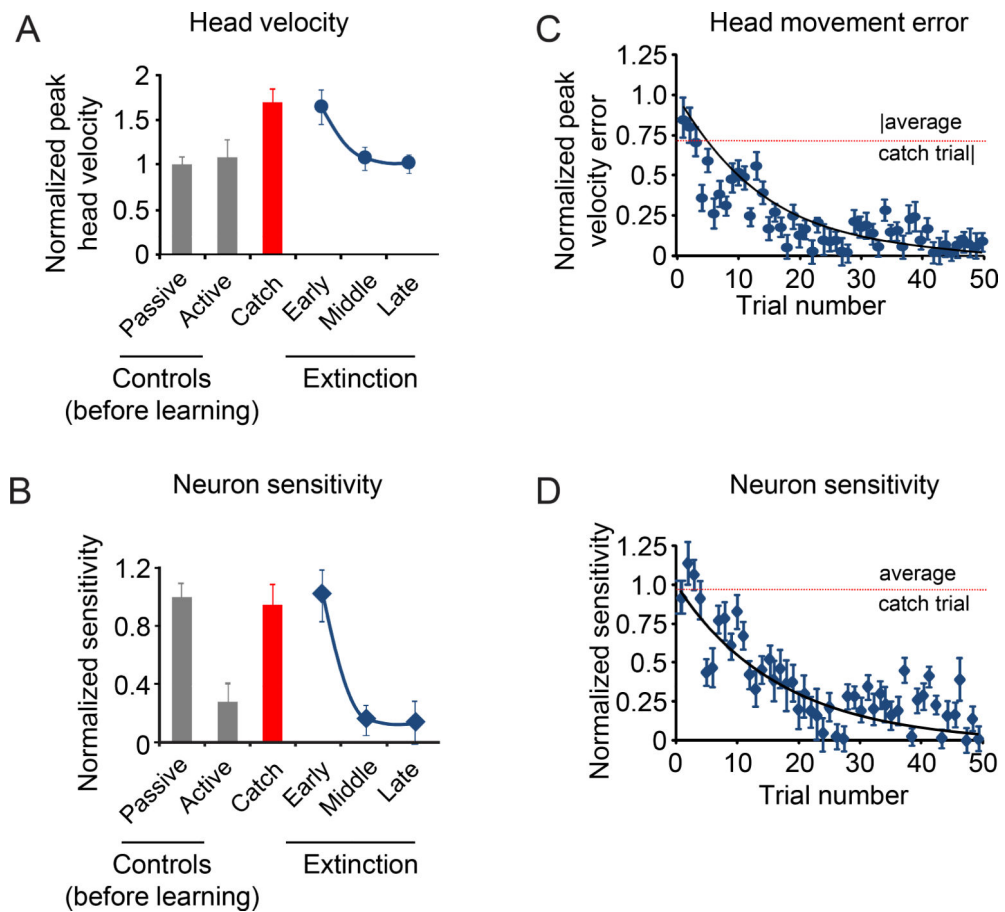 A
Head velocity
Normalized peak
head velocity
2
1.5
1
0.5
0
Passive
Active
Catch
Early
Middle
Late
Controls
(before learning)
Extinction
B
Neuron sensitivity
Normalized sensitivity
1.2
0.8
0.4
0
Passive
Active
Catch
Early
Middle
Late
Controls
(before learning)
Extinction
C
Head movement error
Normalized peak
velocity error
1.25
1.0
0.75
0.50
0.25
0
|average
catch trial|
0 10 20 30 40 50
Trial number
D
Neuron sensitivity
Normalized sensitivity
1.25
1.0
0.75
0.50
0.25
0
average
catch trial
0 10 20 30 40 50
Trial number